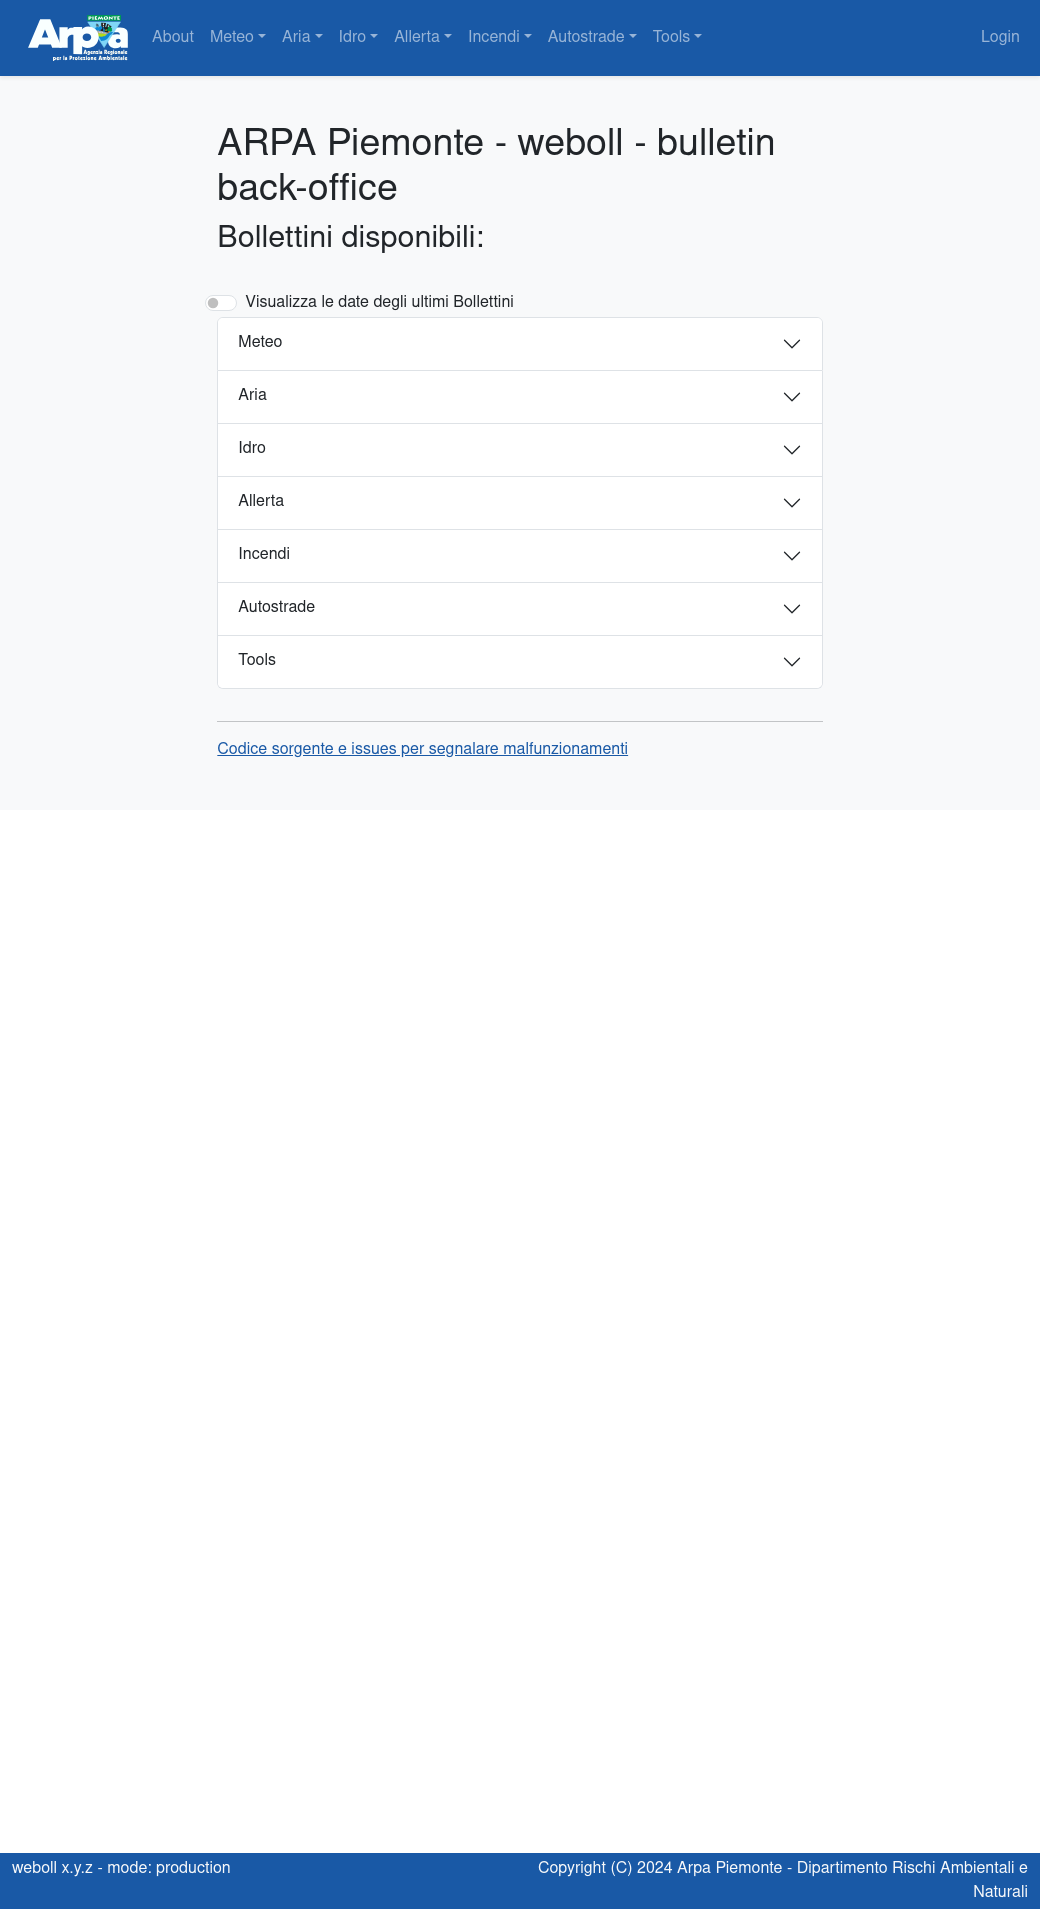 PIEMONTE
Arpa
Agenzia Regionale
per la Protezione Ambientale
About Meteo Aria Idro Allerta Incendi Autostrade Tools Login
ARPA Piemonte - weboll - bulletin
back-office
Bollettini disponibili:
Visualizza le date degli ultimi Bollettini
Meteo
Aria
Idro
Allerta
Incendi
Autostrade
Tools
Codice sorgente e issues per segnalare malfunzionamenti
weboll x.y.z - mode: production
Copyright (C) 2024 Arpa Piemonte - Dipartimento Rischi Ambientali e
Naturali